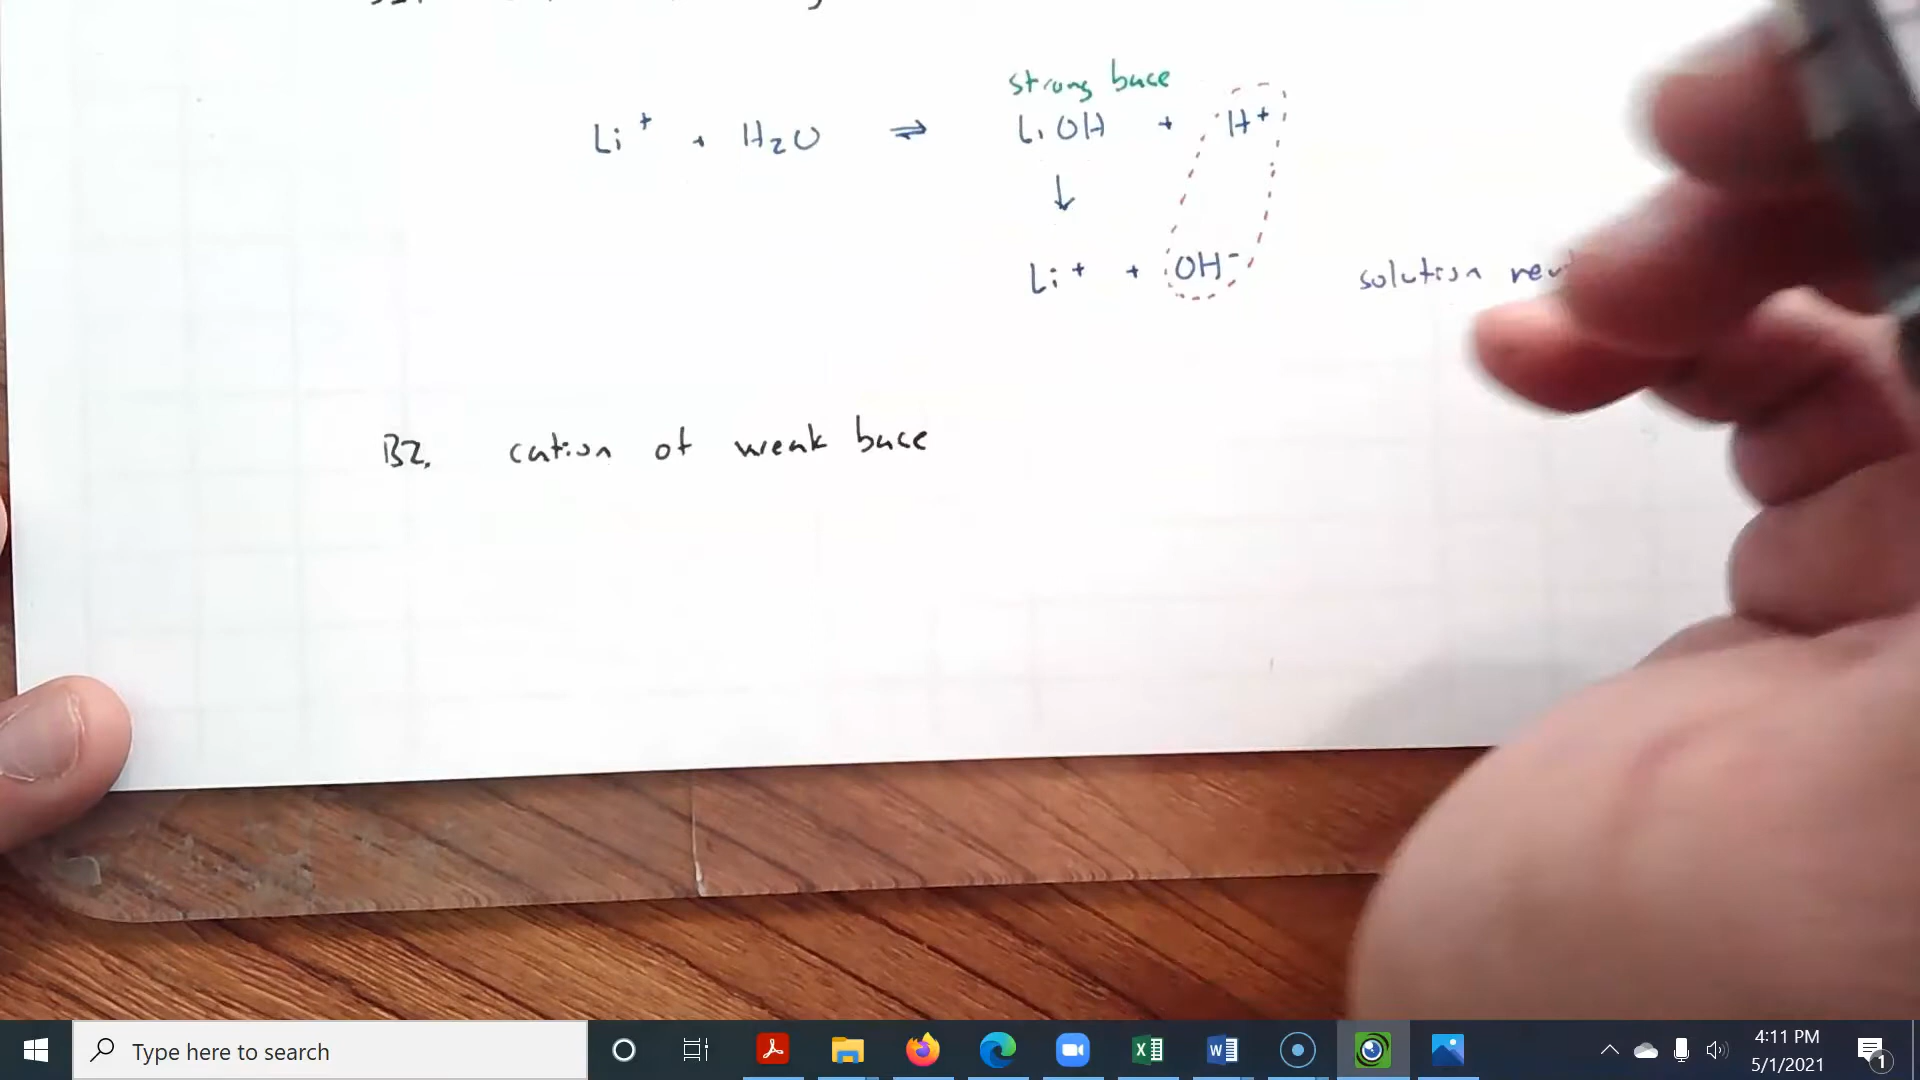 strong base
Li⁺ + H₂O ⇌ LiOH + H⁺
↓
Li⁺ + OH⁻ solution
B2. cation of weak base
Type here to search
4:11 PM
5/1/2021
1